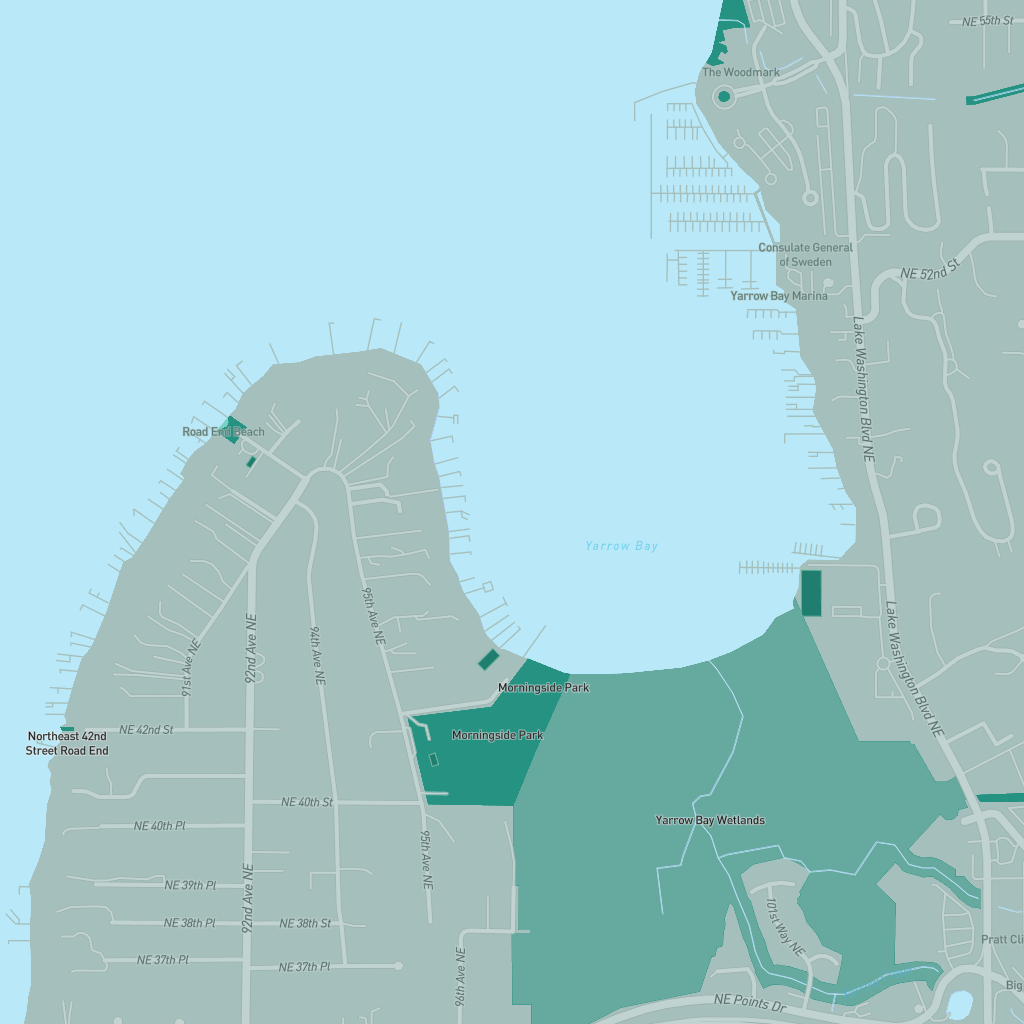 NE 55th St
The Woodmark
Consulate General
of Sweden
NE 52nd St
Yarrow Bay Marina
Lake Washington Blvd NE
Road End Beach
Yarrow Bay
95th Ave NE
92nd Ave NE
94th Ave NE
91st Ave NE
Lake Washington Blvd NE
Morningside Park
NE 42nd St
Northeast 42nd
Street Road End
Morningside Park
NE 40th St
Yarrow Bay Wetlands
NE 40th Pl
95th Ave NE
NE 39th Pl
92nd Ave NE
NE 38th Pl
NE 38th St
101st Way NE
Pratt Cli
NE 37th Pl
NE 37th Pl
96th Ave NE
Big
NE Points Dr